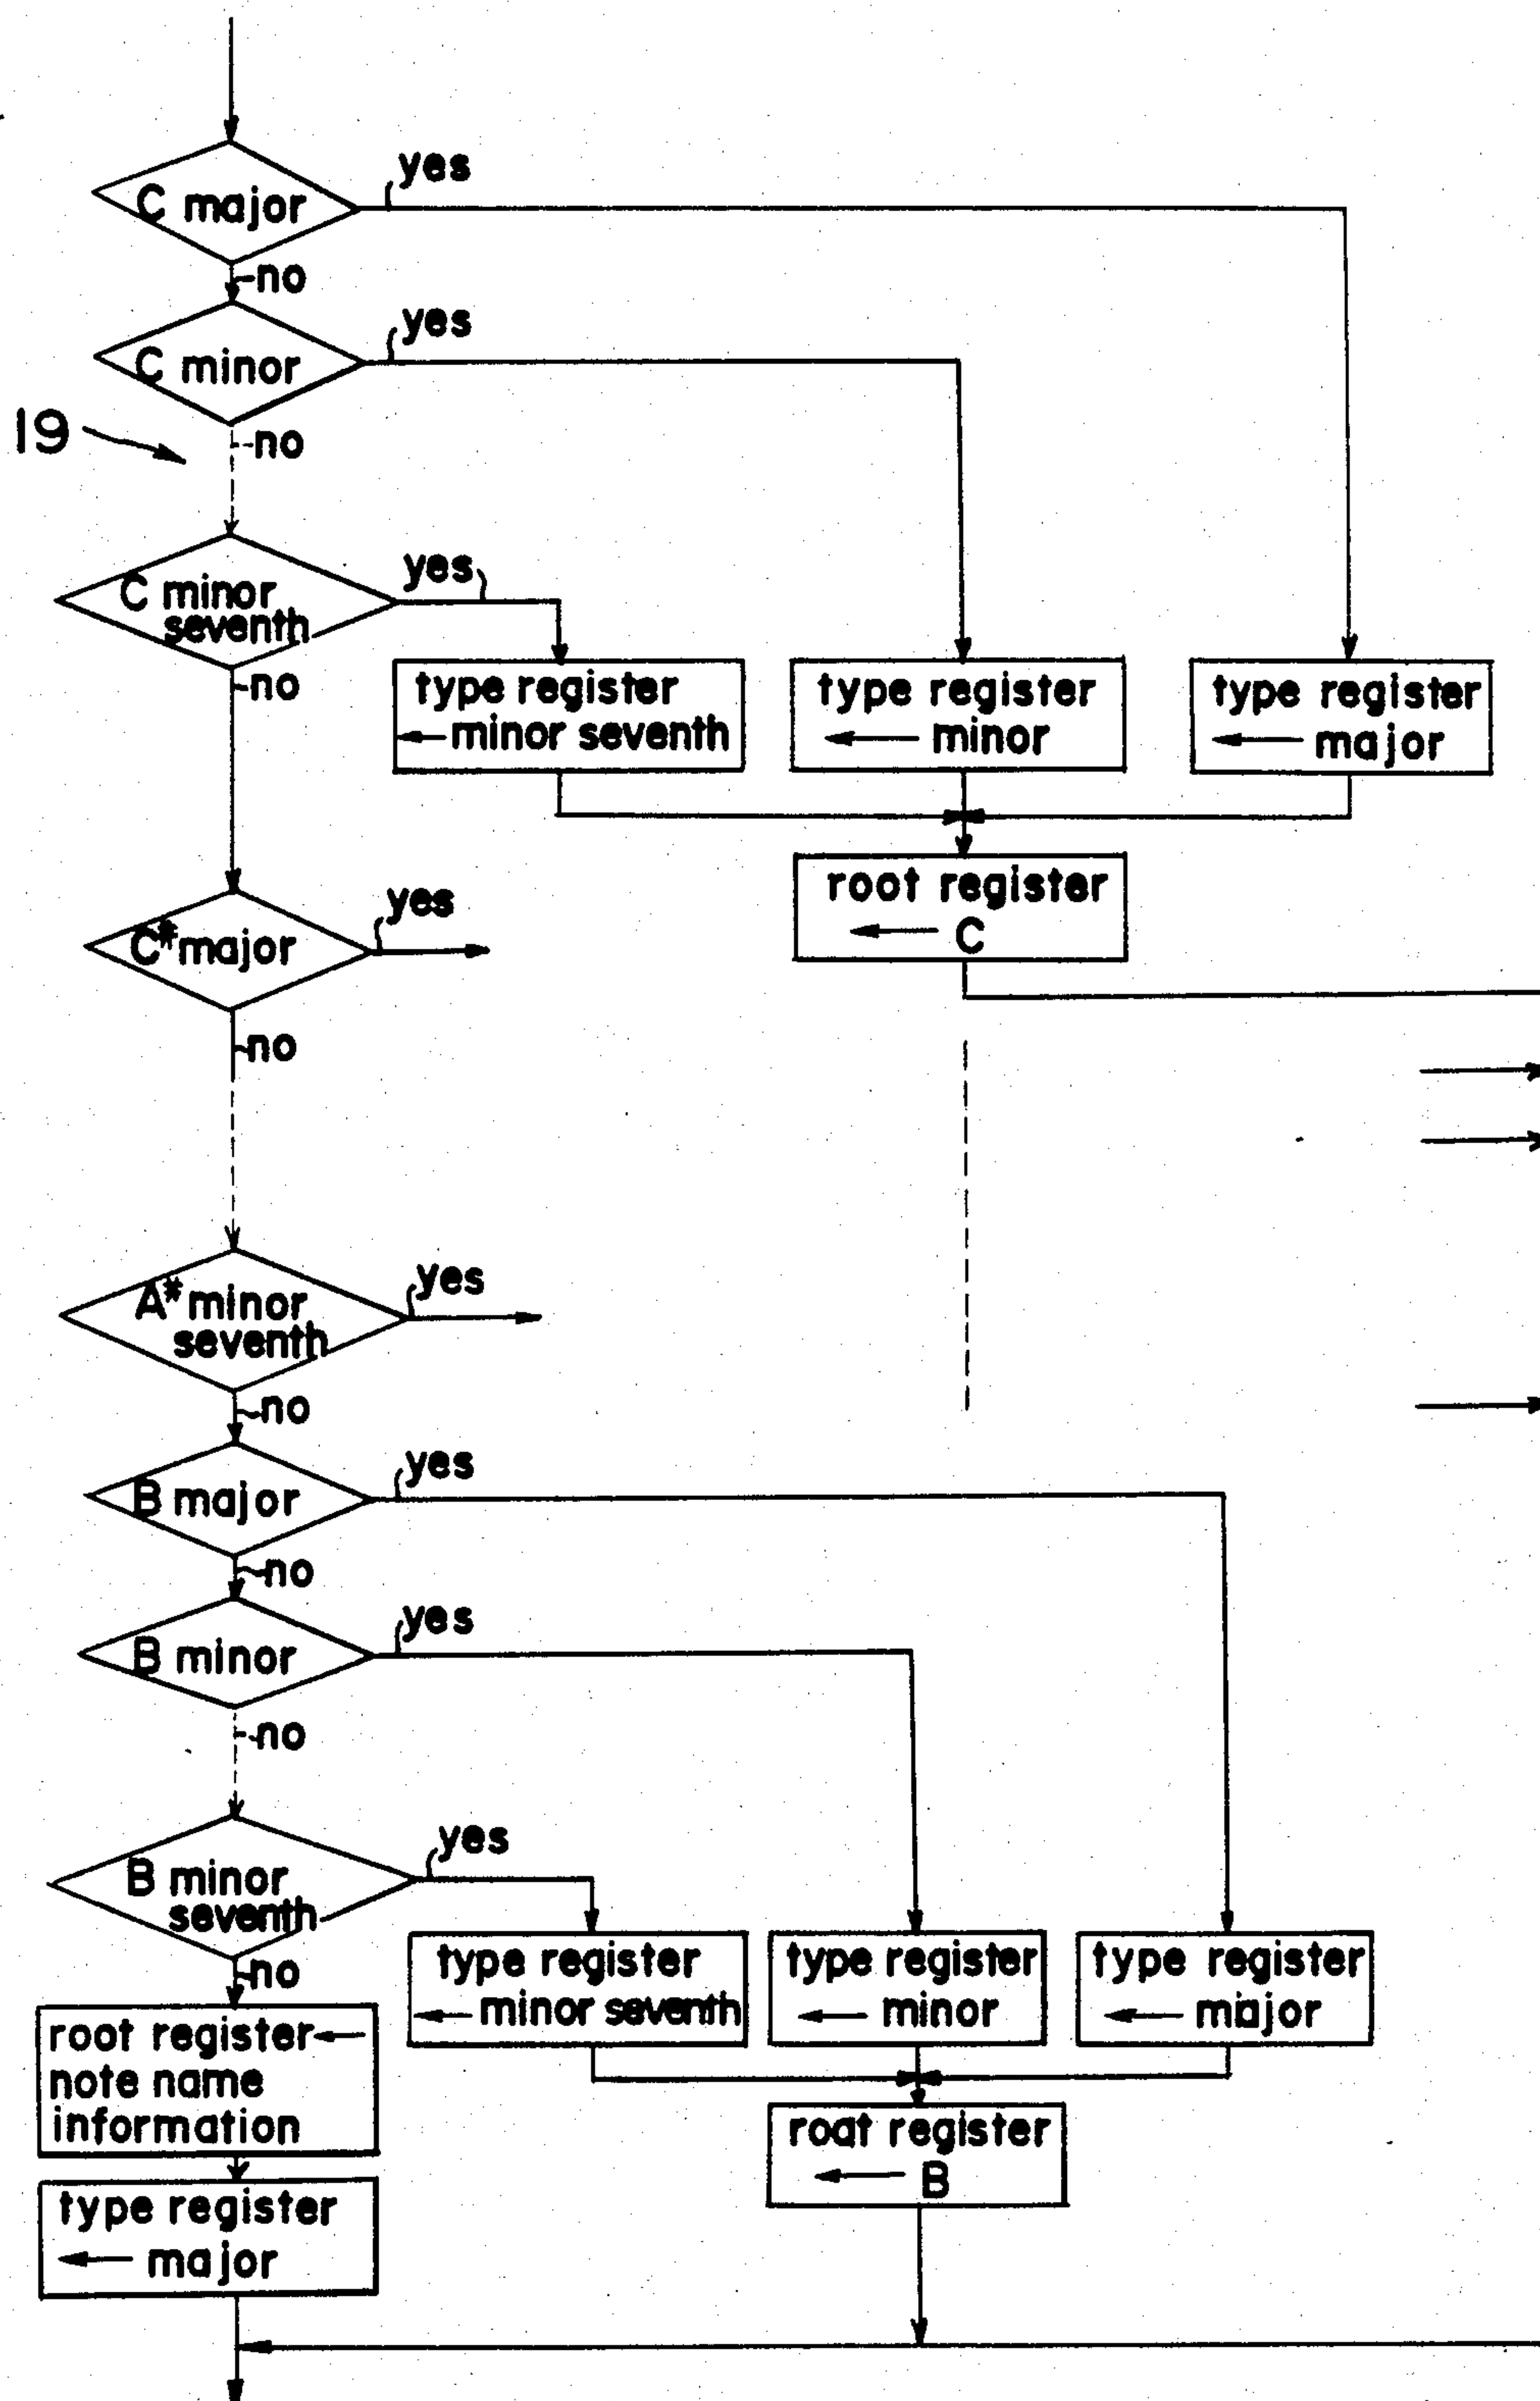 yes
C major
no
yes
C minor
19
no
yes
C minor
seventh
no
type register
← minor seventh
type register
← minor
type register
← major
root register
← C
yes
C# major
no
yes
A# minor
seventh
no
yes
B major
no
yes
B minor
no
yes
B minor
seventh
no
type register
← minor seventh
type register
← minor
type register
← major
root register ←
note name
information
root register
← B
type register
← major